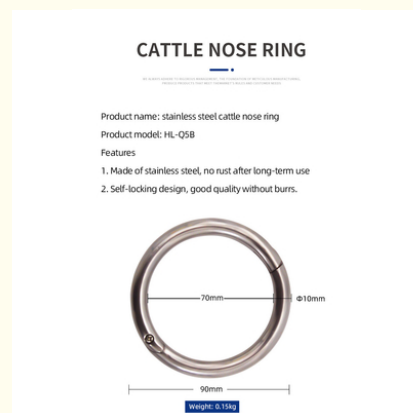 CATTLE NOSE RING
Product name: stainless steel cattle nose ring
Product model: HL-Q5B
Features
1. Made of stainless steel, no rust after long-term use
2. Self-locking design, good quality without burrs.
70mm
Φ10mm
90mm
Weight: 0.15kg